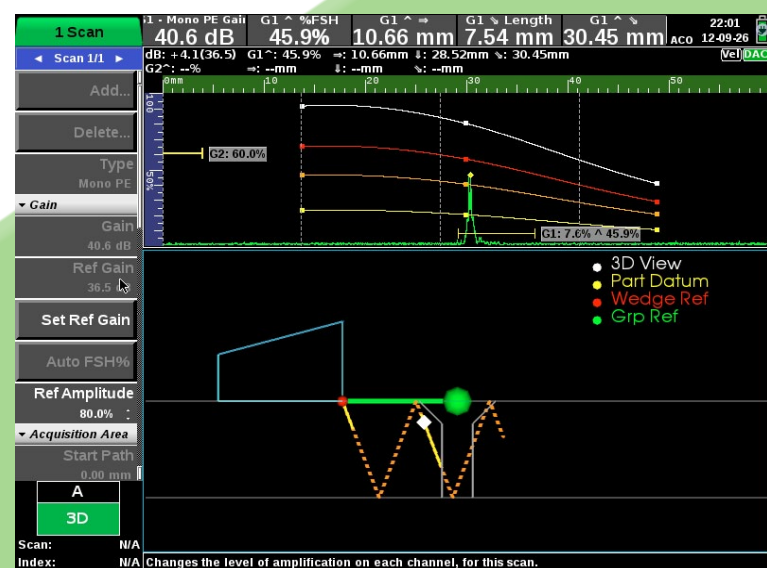 1 Scan
Scan 1/1
Add...
Delete...
Type
Mono PE
Gain
Gain
40.6 dB
Ref Gain
36.5
Set Ref Gain
Auto FSH%
Ref Amplitude
80.0%
Acquisition Area
Start Path
0.00 mm
A
3D
Scan: N/A
Index: N/A
- Mono PE Gai
40.6 dB
G1 ^ %FSH
45.9%
G1 ^ ⇒
10.66 mm
G1 ⇘ Length
7.54 mm
G1 ^ ⇘
30.45 mm
ACO
22:01
12-09-26
dB: +4.1(36.5) G1^: 45.9% ⇒: 10.66mm ⇓: 28.52mm ⇘: 30.45mm
G2^: --% ⇒: --mm ⇓: --mm ⇘: --mm
Vel DAC
0mm 10 20 30 40 50
100
50%
G2: 60.0%
G1: 7.6% ^ 45.9%
3D View
Part Datum
Wedge Ref
Grp Ref
Changes the level of amplification on each channel, for this scan.